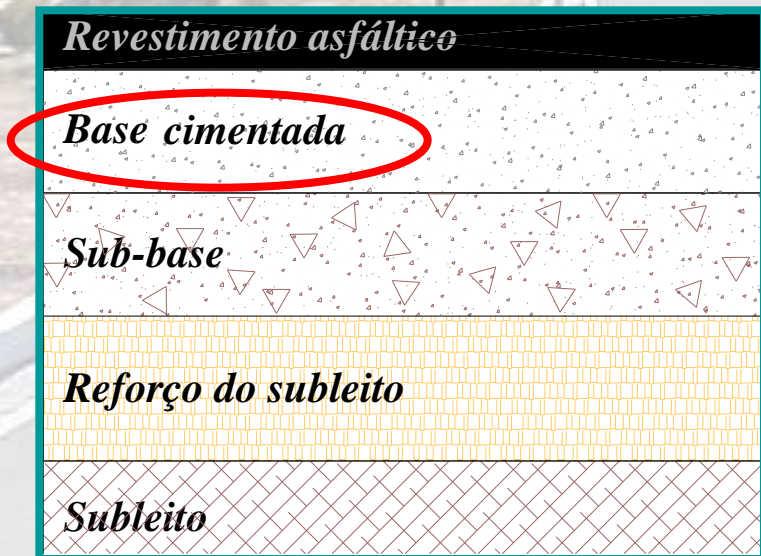 Revestimento asfáltico
Base cimentada
Sub-base
Reforço do subleito
Subleito